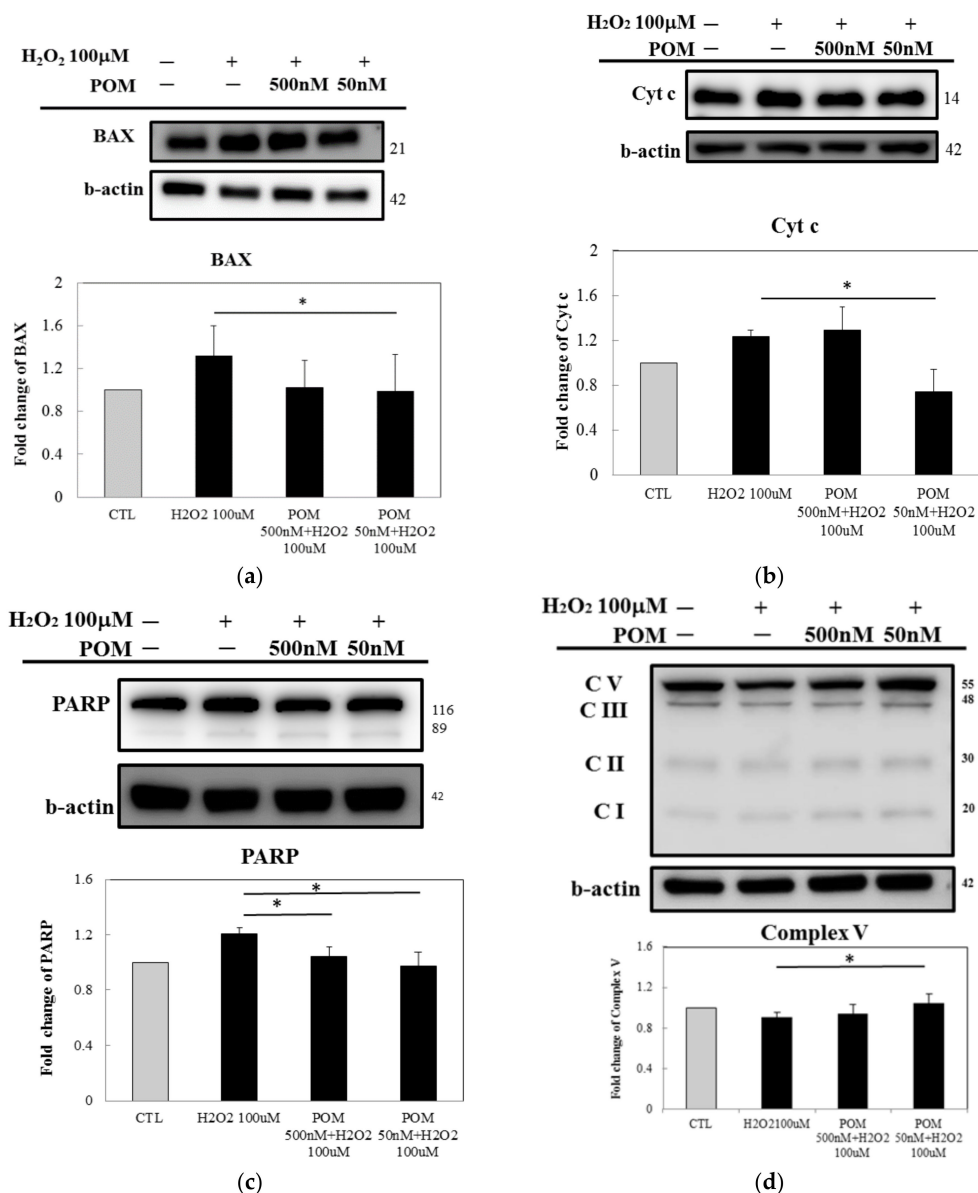 H₂O₂ 100μM — + + +
POM — — 500nM 50nM
BAX 21
b-actin 42
BAX
Fold change of BAX
2
1.6
1.2
0.8
0.4
0
*
CTL
H2O2 100uM
POM
500nM+H2O2
100uM
POM
50nM+H2O2
100uM
(a)
H₂O₂ 100μM — + + +
POM — — 500nM 50nM
Cyt c 14
b-actin 42
Cyt c
Fold change of Cyt c
2
1.6
1.2
0.8
0.4
0
*
CTL
H2O2 100uM
POM
500nM+H2O2
100uM
POM
50nM+H2O2
100uM
(b)
H₂O₂ 100μM — + + +
POM — — 500nM 50nM
PARP 116
89
b-actin 42
PARP
Fold change of PARP
1.6
1.2
0.8
0.4
0
*
*
CTL
H2O2 100uM
POM
500nM+H2O2
100uM
POM
50nM+H2O2
100uM
(c)
H₂O₂ 100μM — + + +
POM — — 500nM 50nM
C V 55
C III 48
C II 30
C I 20
b-actin 42
Complex V
Fold change of Complex V
1.6
1.2
0.8
0.4
0
*
CTL
H2O2100uM
POM
500nM+H2O2
100uM
POM
50nM+H2O2
100uM
(d)